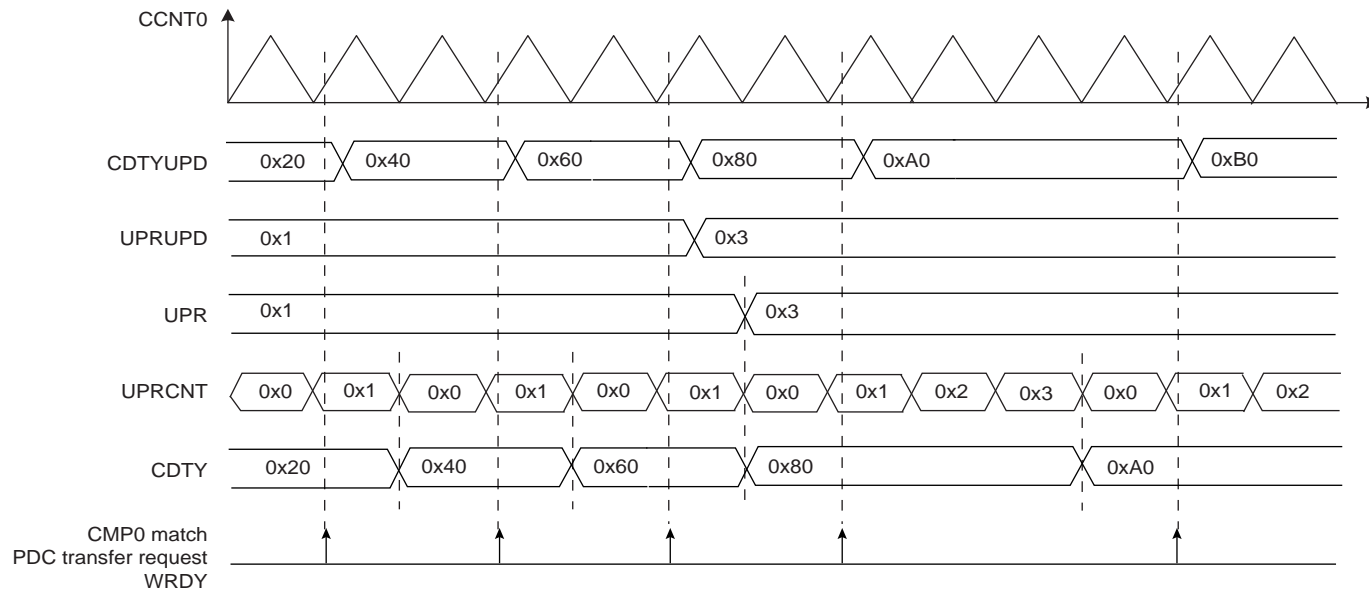 CCNT0
CDTYUPD 0x20 0x40 0x60 0x80 0xA0 0xB0
UPRUPD 0x1 0x3
UPR 0x1 0x3
UPRCNT 0x0 0x1 0x0 0x1 0x0 0x1 0x0 0x1 0x2 0x3 0x0 0x1 0x2
CDTY 0x20 0x40 0x60 0x80 0xA0
CMP0 match
PDC transfer request
WRDY